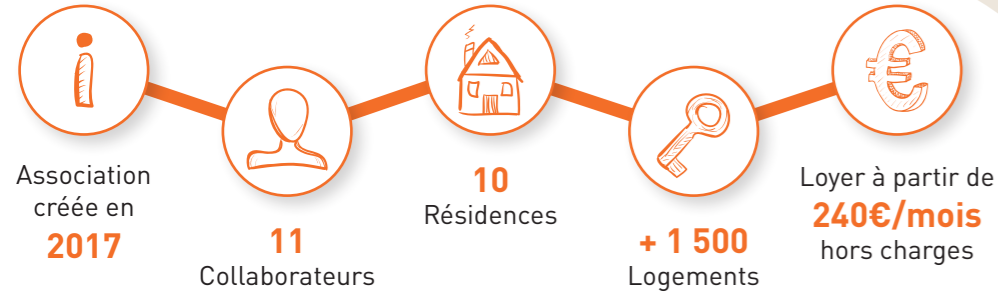 Association
créée en
2017
11
Collaborateurs
10
Résidences
+ 1 500
Logements
Loyer à partir de
240€/mois
hors charges